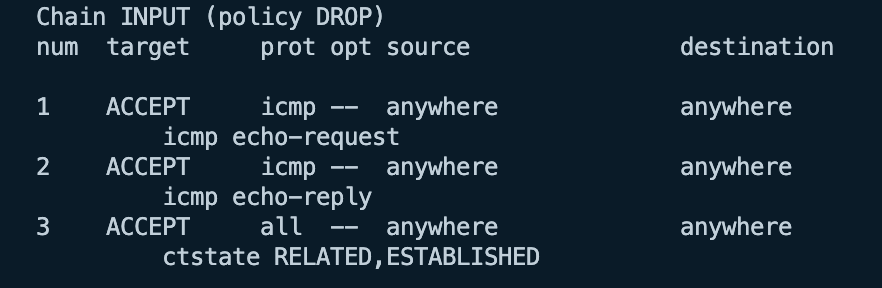 Chain INPUT (policy DROP)
num  target     prot opt source               destination
1    ACCEPT     icmp --  anywhere             anywhere
         icmp echo-request
2    ACCEPT     icmp --  anywhere             anywhere
         icmp echo-reply
3    ACCEPT     all  --  anywhere             anywhere
         ctstate RELATED,ESTABLISHED